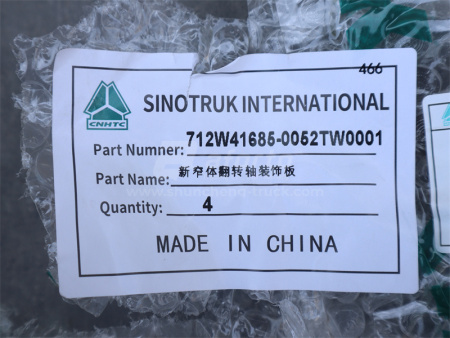 466
CNHTC
SINOTRUK INTERNATIONAL
Part Numner: 712W41685-0052TW0001
Part Name: 新窄体翻转轴装饰板
Quantity: 4
MADE IN CHINA